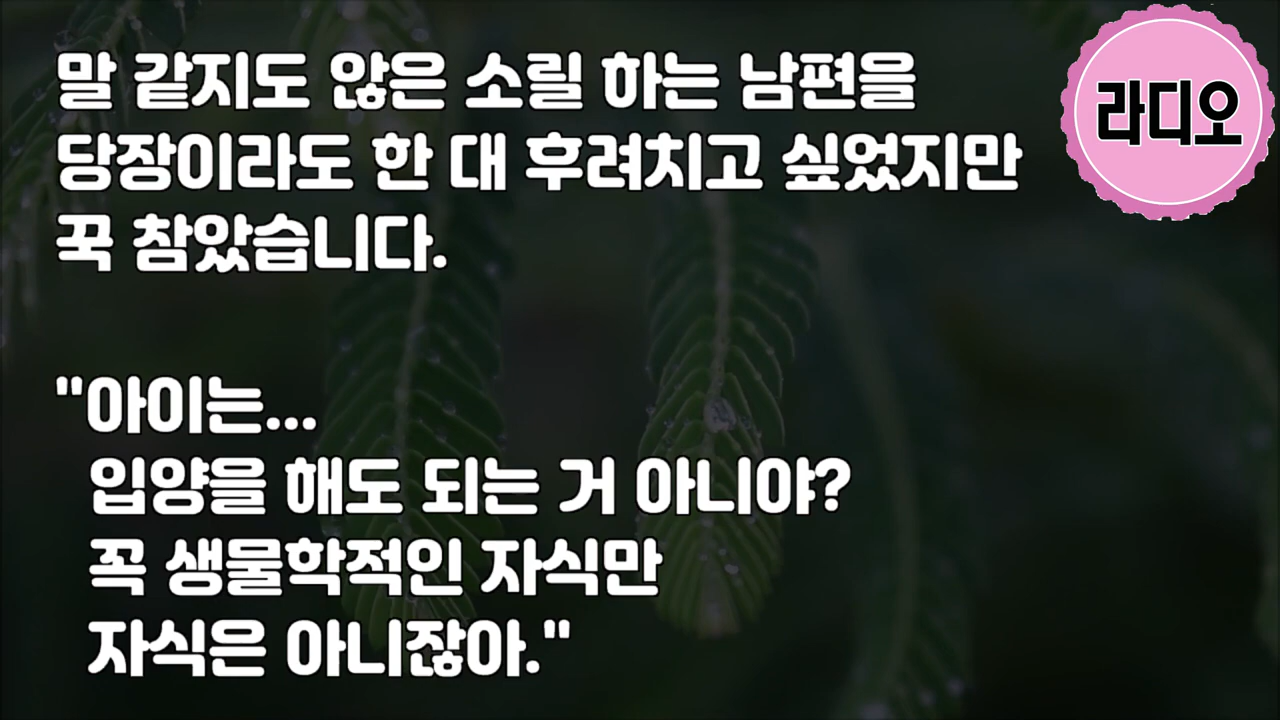 말 같지도 않은 소릴 하는 남편을
당장이라도 한 대 후려치고 싶었지만
꾹 참았습니다.
"아이는...
입양을 해도 되는 거 아니야?
꼭 생물학적인 자식만
자식은 아니잖아."
라디오